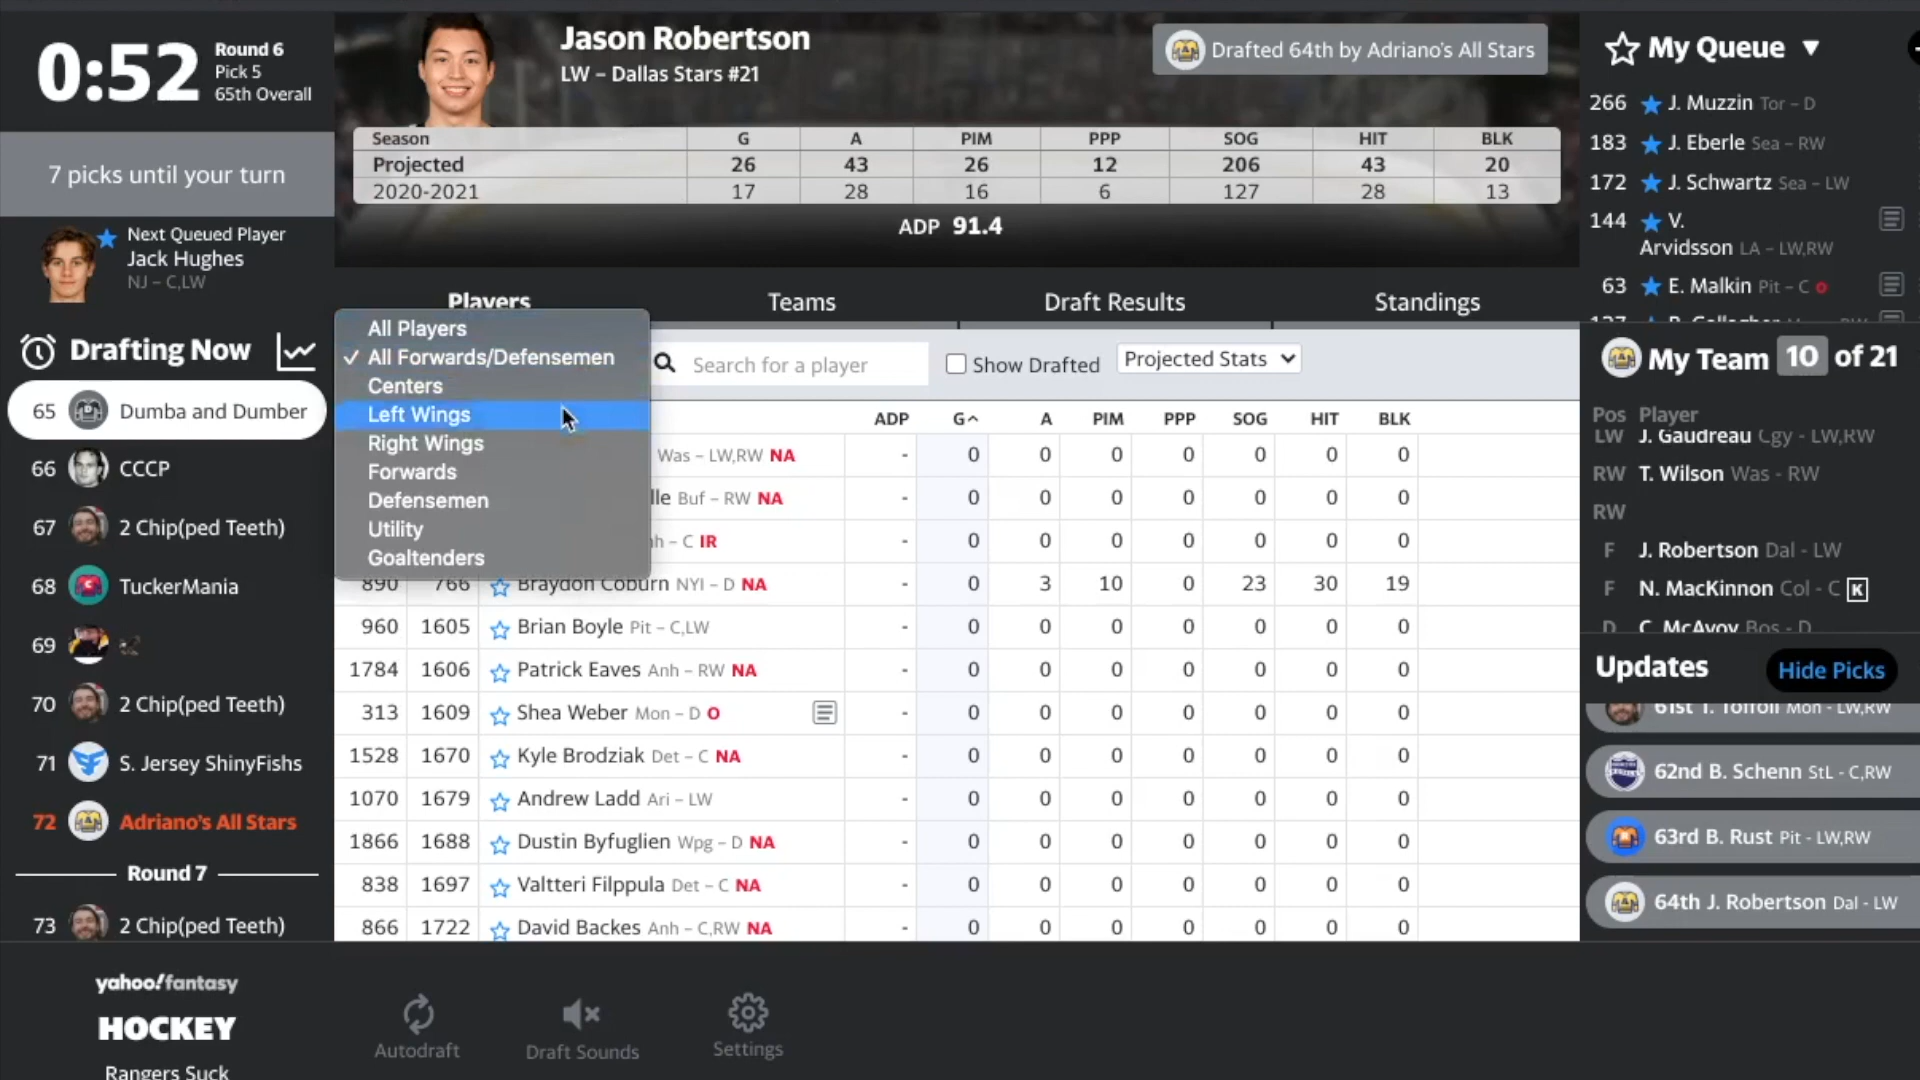 0:52
Round 6
Pick 5
65th Overall
7 picks until your turn
Next Queued Player
Jack Hughes
NJ – C,LW
Drafting Now
65 Dumba and Dumber
66 CCCP
67 2 Chip(ped Teeth)
68 TuckerMania
69
70 2 Chip(ped Teeth)
71 S. Jersey ShinyFishs
72 Adriano's All Stars
Round 7
73 2 Chip(ped Teeth)
yahoo!fantasy
HOCKEY
Rangers Suck
Jason Robertson
LW – Dallas Stars #21
Drafted 64th by Adriano's All Stars
Season G A PIM PPP SOG HIT BLK
Projected 26 43 26 12 206 43 20
2020-2021 17 28 16 6 127 28 13
ADP 91.4
Players Teams Draft Results Standings
All Players
✓ All Forwards/Defensemen
Centers
Left Wings
Right Wings
Forwards
Defensemen
Utility
Goaltenders
Search for a player
Show Drafted
Projected Stats
ADP G A PIM PPP SOG HIT BLK
Was – LW,RW NA - 0 0 0 0 0 0 0
lle Buf – RW NA - 0 0 0 0 0 0 0
nh – C IR - 0 0 0 0 0 0 0
890 766 Braydon Coburn NYI – D NA - 0 3 10 0 23 30 19
960 1605 Brian Boyle Pit – C,LW - 0 0 0 0 0 0 0
1784 1606 Patrick Eaves Anh – RW NA - 0 0 0 0 0 0 0
313 1609 Shea Weber Mon – D O - 0 0 0 0 0 0 0
1528 1670 Kyle Brodziak Det – C NA - 0 0 0 0 0 0 0
1070 1679 Andrew Ladd Ari – LW - 0 0 0 0 0 0 0
1866 1688 Dustin Byfuglien Wpg – D NA - 0 0 0 0 0 0 0
838 1697 Valtteri Filppula Det – C NA - 0 0 0 0 0 0 0
866 1722 David Backes Anh – C,RW NA - 0 0 0 0 0 0 0
Autodraft
Draft Sounds
Settings
My Queue
266 J. Muzzin Tor – D
183 J. Eberle Sea – RW
172 J. Schwartz Sea – LW
144 V.
Arvidsson LA – LW,RW
63 E. Malkin Pit – C O
My Team 10 of 21
Pos Player
LW J. Gaudreau Cgy - LW,RW
RW T. Wilson Was - RW
RW
F J. Robertson Dal - LW
F N. MacKinnon Col - C K
D C. McAvoy Bos - D
Updates
Hide Picks
61st T. Toffoli Mon - LW,RW
62nd B. Schenn StL - C,RW
63rd B. Rust Pit - LW,RW
64th J. Robertson Dal - LW